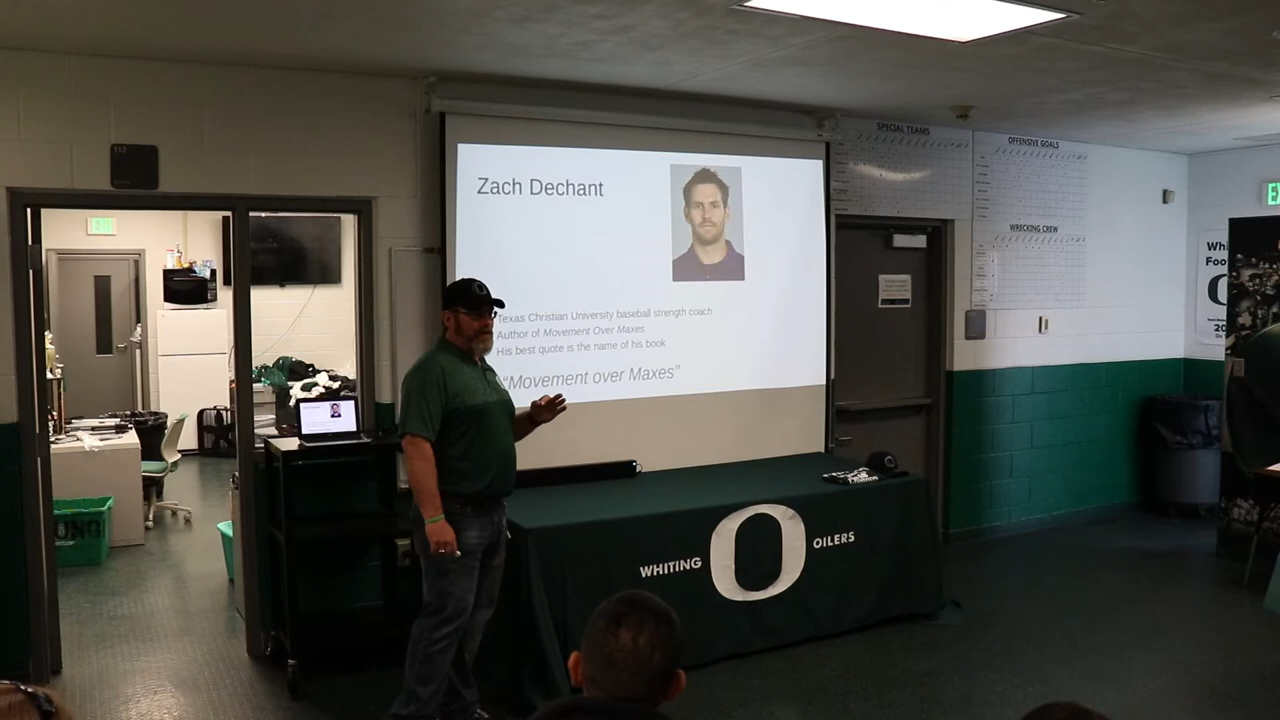 112
Zach Dechant
Texas Christian University baseball strength coach
Author of Movement Over Maxes
His best quote is the name of his book
"Movement over Maxes"
SPECIAL TEAMS
OFFENSIVE GOALS
WRECKING CREW
WHITING O OILERS